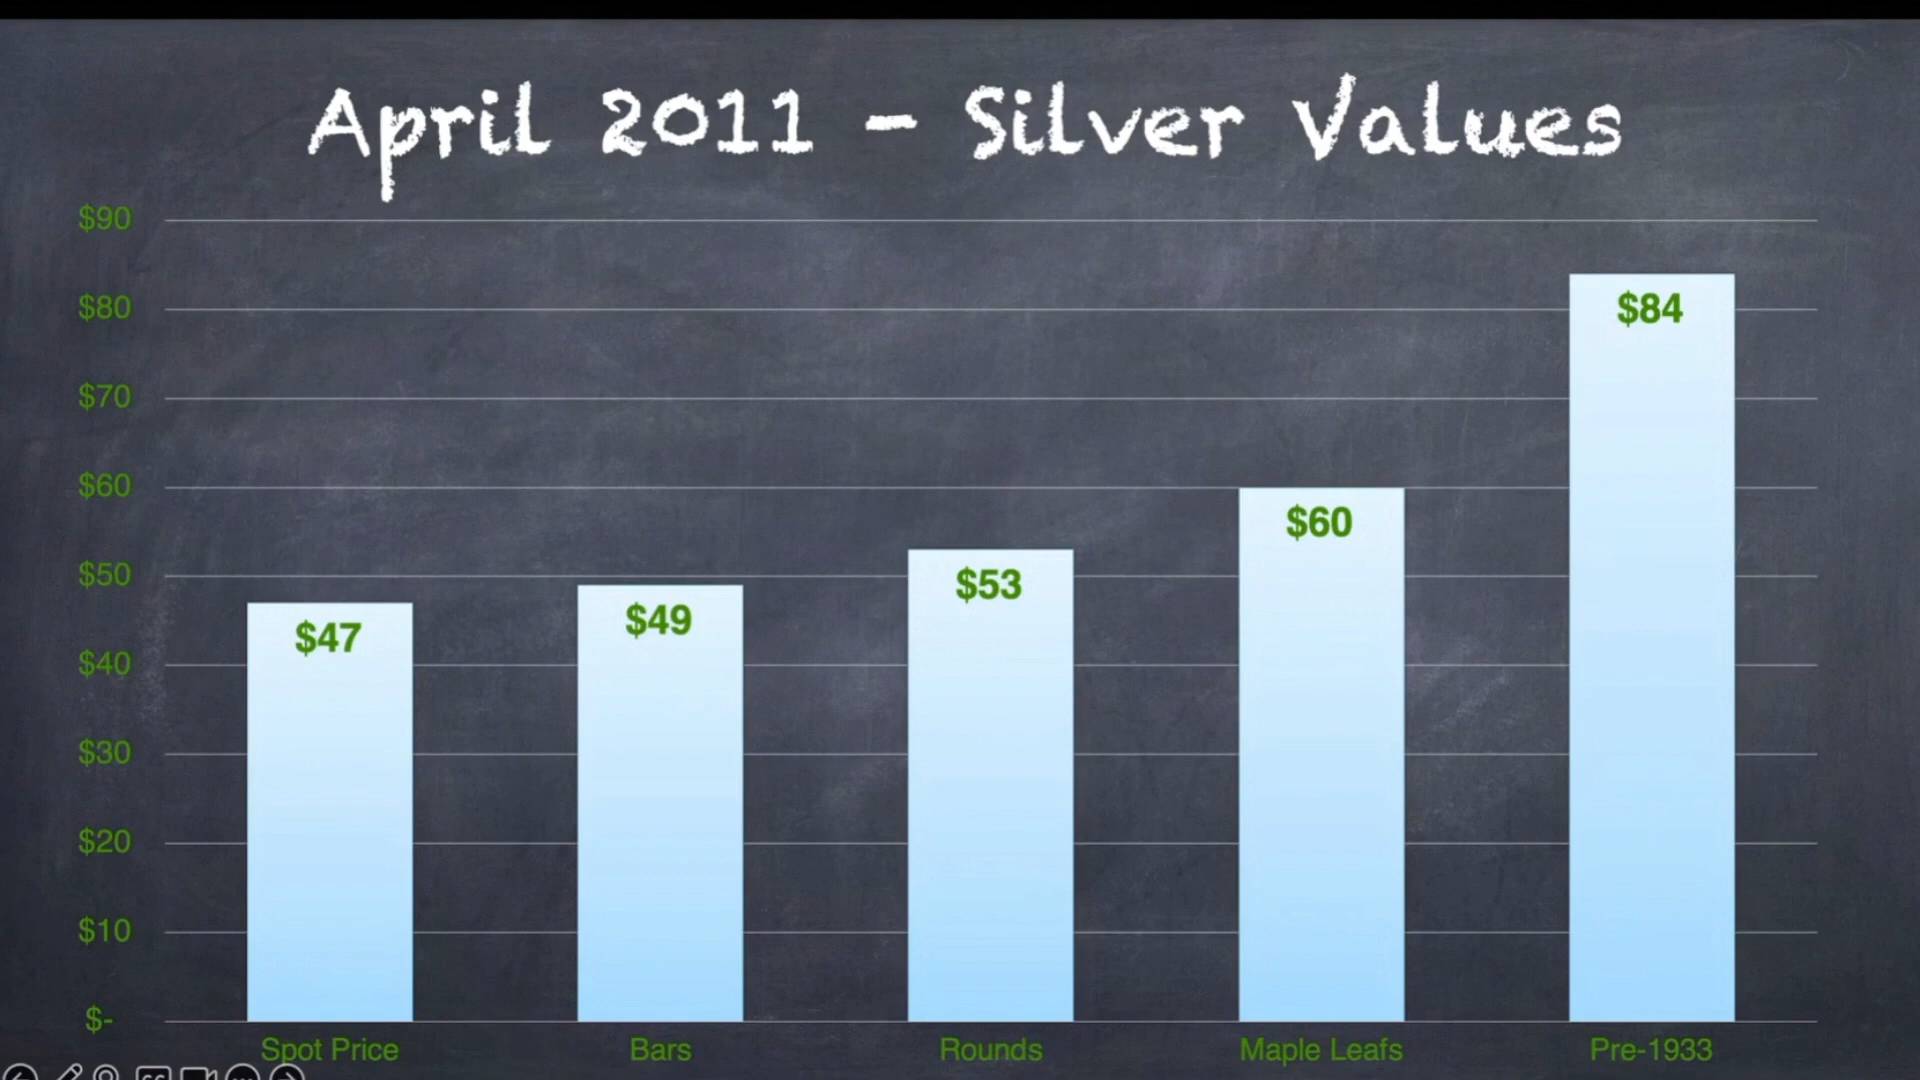 April 2011 - Silver Values
$90
$80
$70
$60
$50
$40
$30
$20
$10
$-
$47
$49
$53
$60
$84
Spot Price
Bars
Rounds
Maple Leafs
Pre-1933